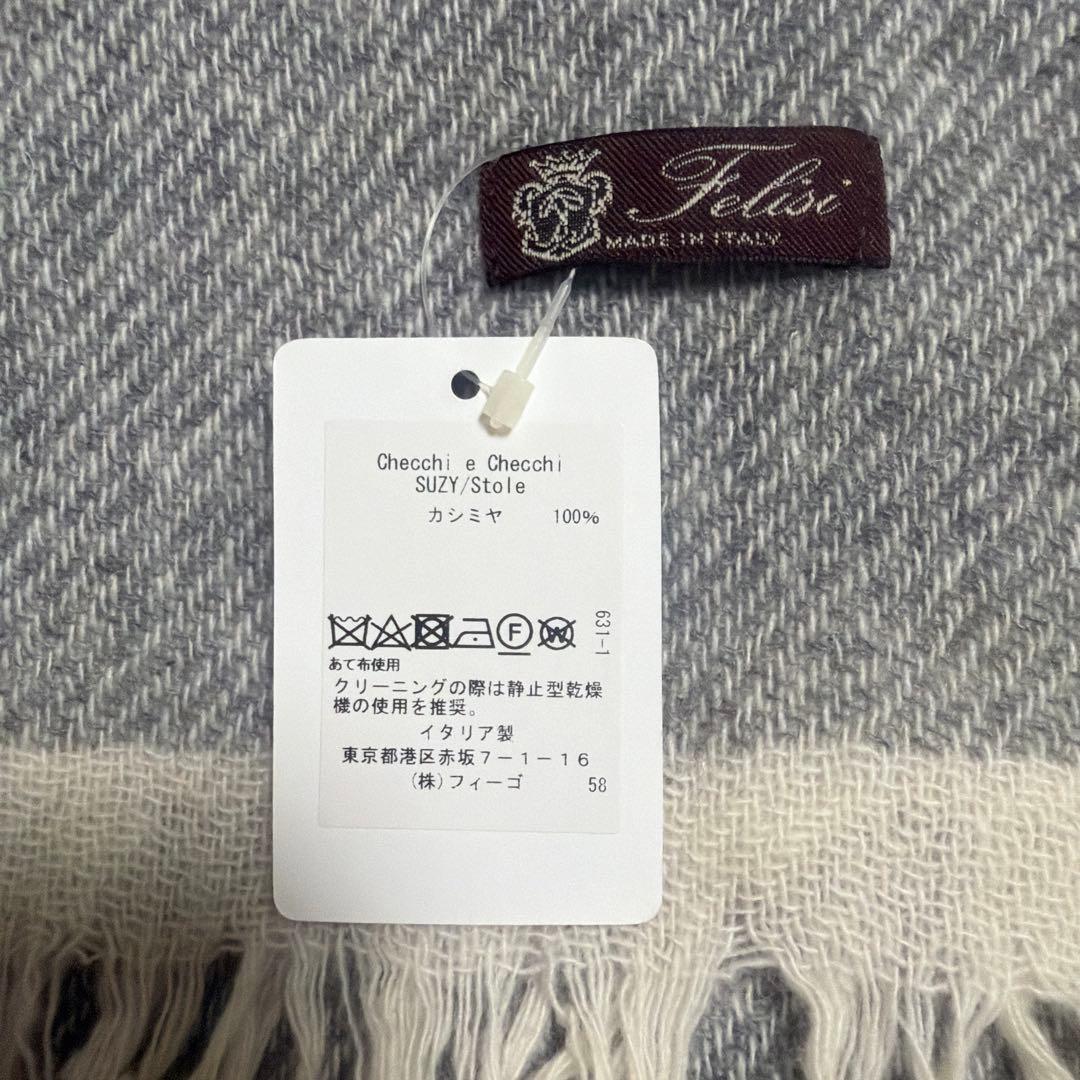 Felisi
MADE IN ITALY
Checchi e Checchi
SUZY/Stole
カシミヤ 100%
F
W
631-1
あて布使用
クリーニングの際は静止型乾燥
機の使用を推奨。
イタリア製
東京都港区赤坂7-1-16
(株)フィーゴ 58